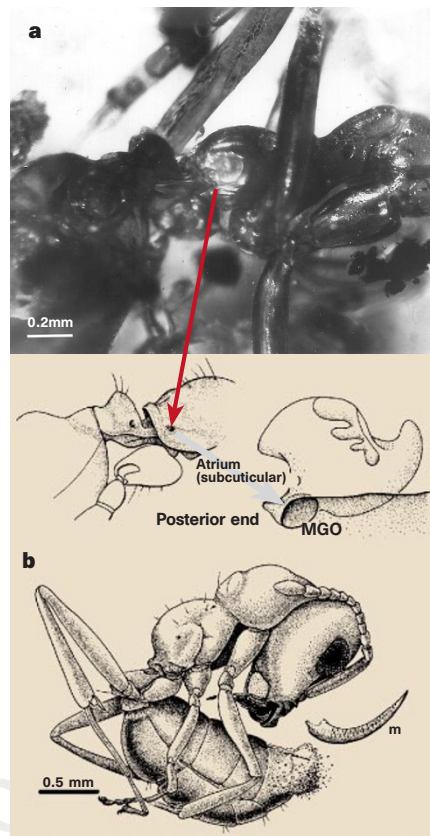 a
0.2mm
Atrium
(subcuticular)
Posterior end
MGO
b
m
0.5 mm